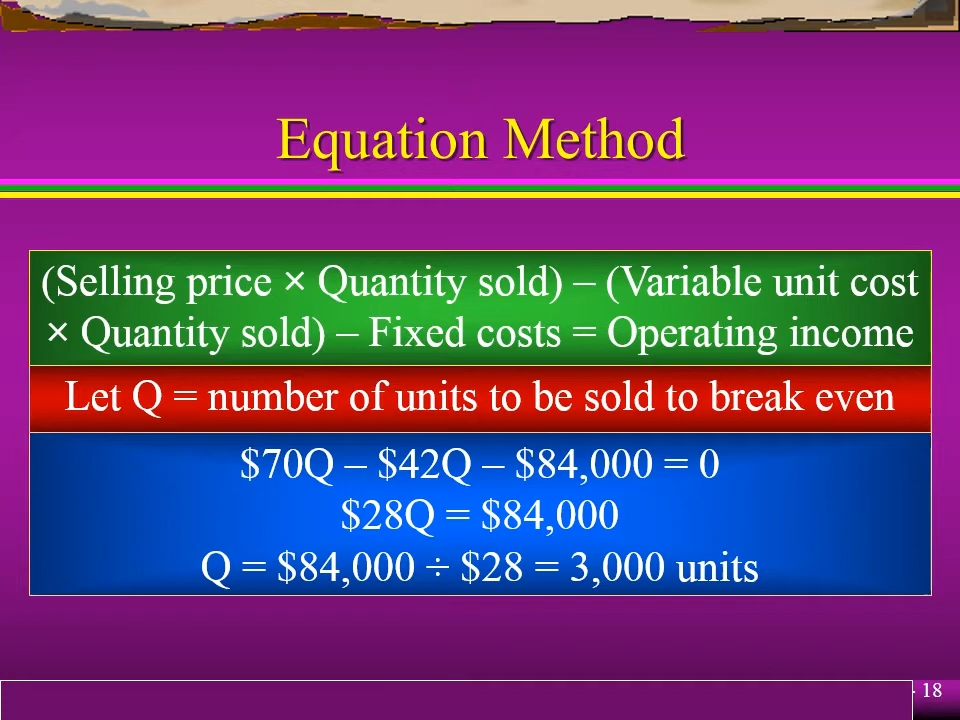 Equation Method
(Selling price × Quantity sold) – (Variable unit cost
× Quantity sold) – Fixed costs = Operating income
Let Q = number of units to be sold to break even
$70Q – $42Q – $84,000 = 0
$28Q = $84,000
Q = $84,000 ÷ $28 = 3,000 units
- 18